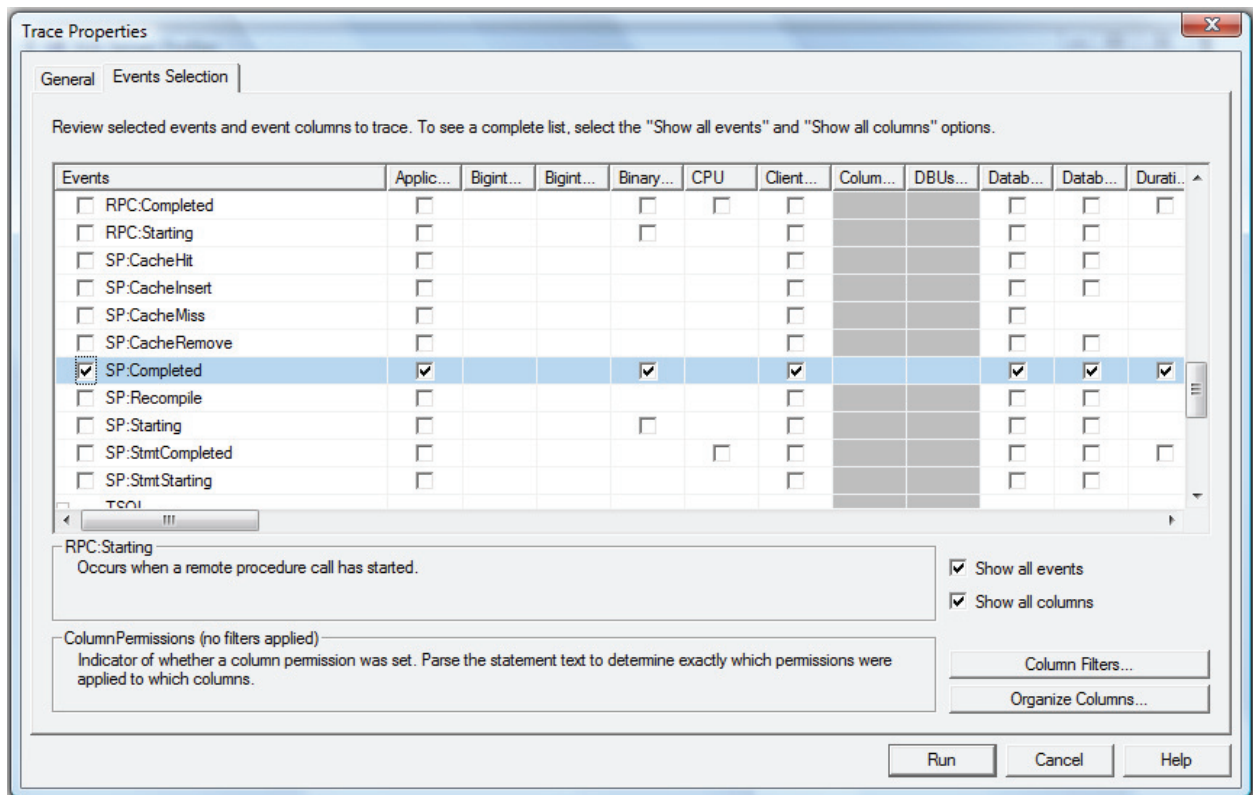 Trace Properties
General Events Selection
Review selected events and event columns to trace. To see a complete list, select the "Show all events" and "Show all columns" options.
Events Applic... Bigint... Bigint... Binary... CPU Client... Colum... DBUs... Datab... Datab... Durati...
RPC:Completed
RPC:Starting
SP:CacheHit
SP:CacheInsert
SP:CacheMiss
SP:CacheRemove
SP:Completed
SP:Recompile
SP:Starting
SP:StmtCompleted
SP:StmtStarting
TSQL
RPC:Starting
Occurs when a remote procedure call has started.
Show all events
Show all columns
ColumnPermissions (no filters applied)
Indicator of whether a column permission was set. Parse the statement text to determine exactly which permissions were
applied to which columns.
Column Filters...
Organize Columns...
Run Cancel Help